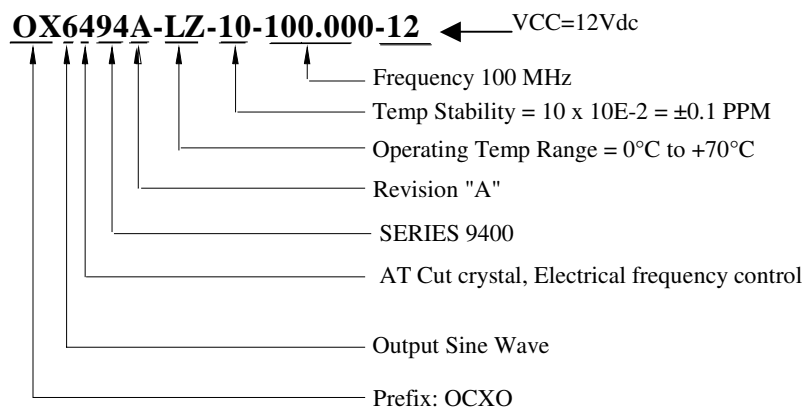 OX6494A-LZ-10-100.000-12 VCC=12Vdc
Frequency 100 MHz
Temp Stability = 10 x 10E-2 = ±0.1 PPM
Operating Temp Range = 0°C to +70°C
Revision "A"
SERIES 9400
AT Cut crystal, Electrical frequency control
Output Sine Wave
Prefix: OCXO